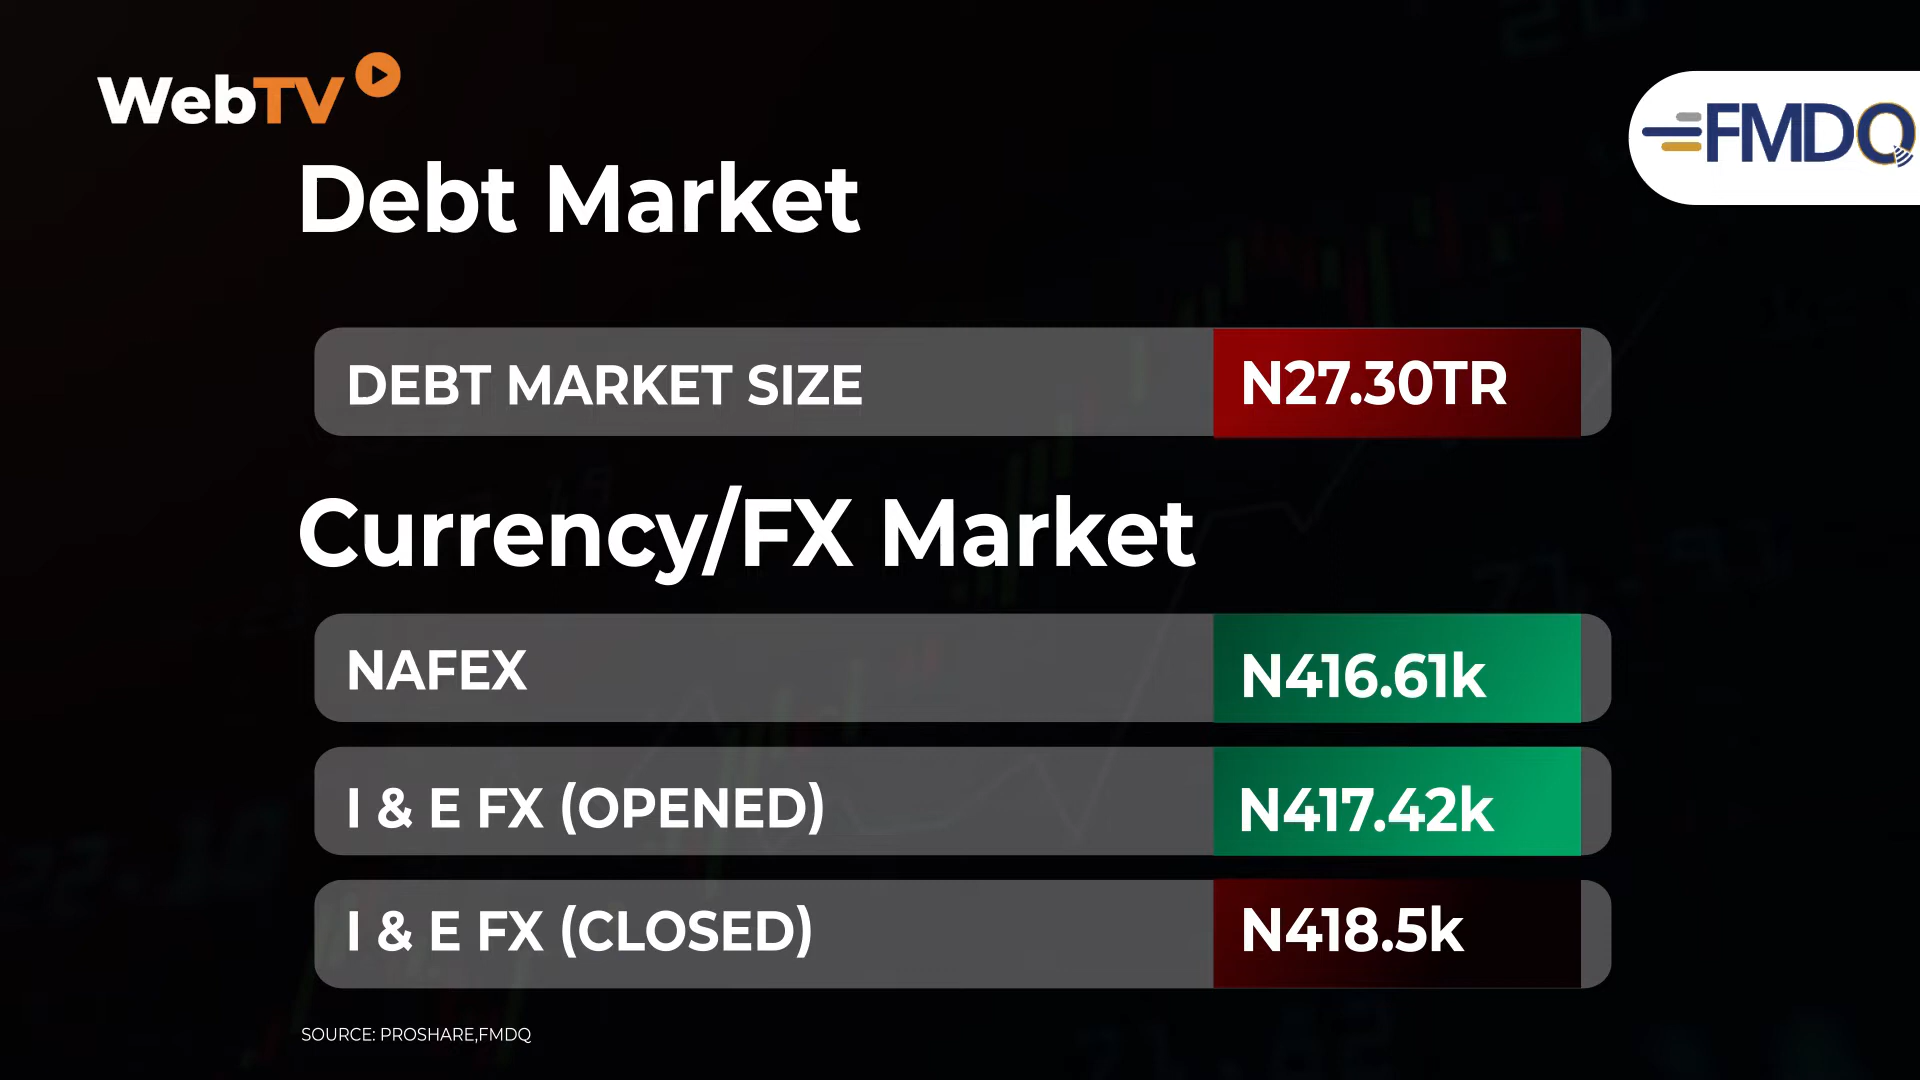 WebTV
FMDQ
Debt Market
DEBT MARKET SIZE N27.30TR
Currency/FX Market
NAFEX N416.61k
I & E FX (OPENED) N417.42k
I & E FX (CLOSED) N418.5k
SOURCE: PROSHARE,FMDQ